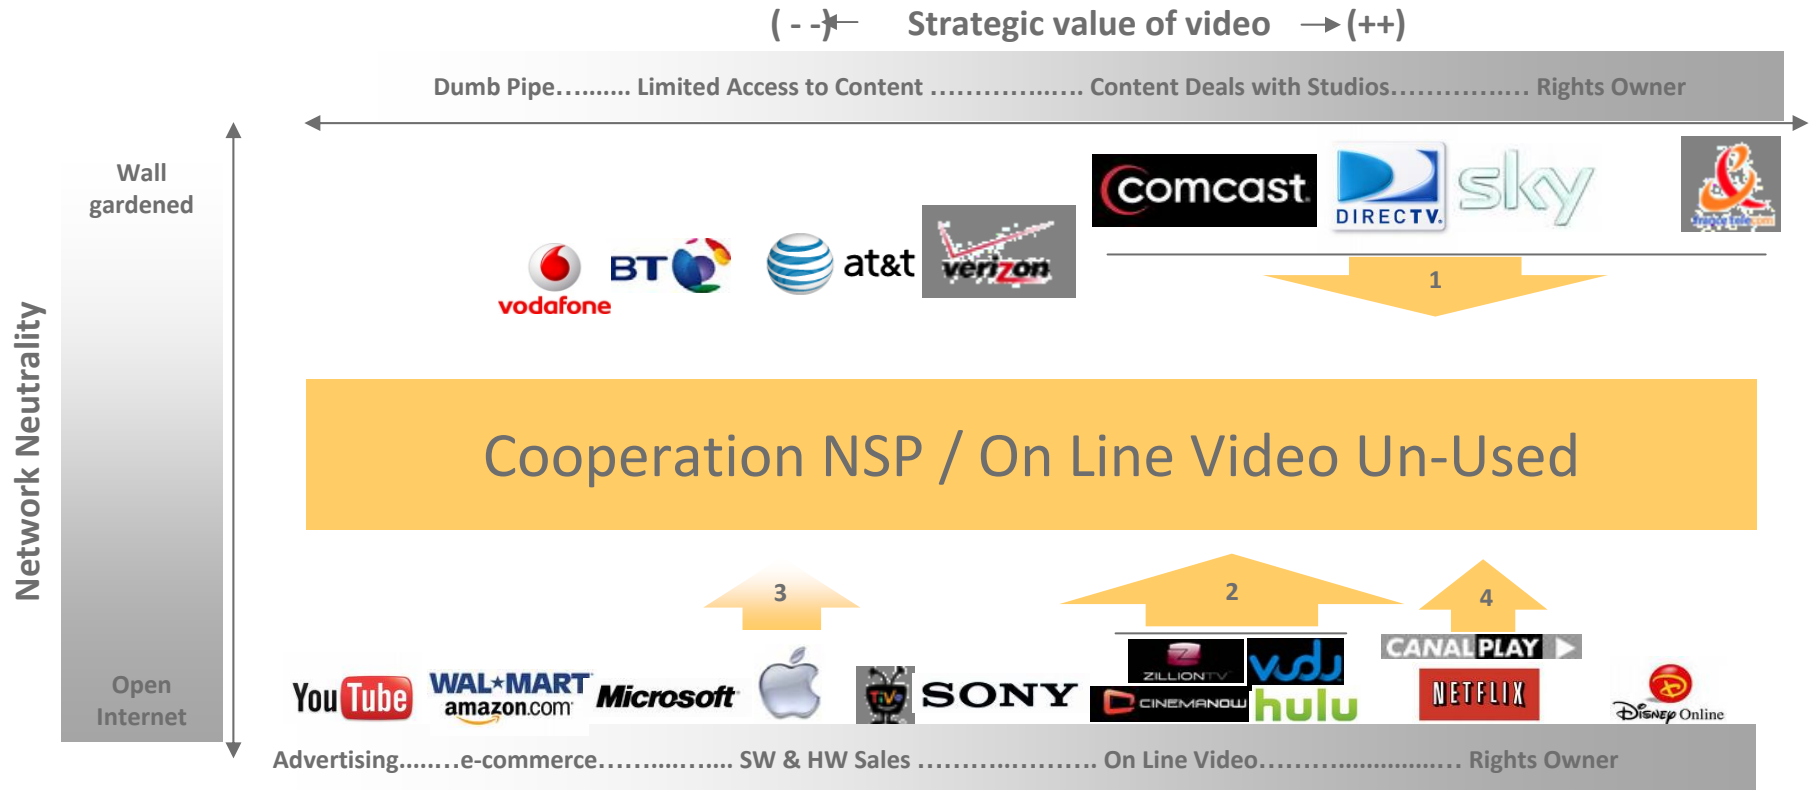 ( - -) Strategic value of video (++)
Dumb Pipe…....... Limited Access to Content …………..…. Content Deals with Studios………….…. Rights Owner
Wall
gardened
comcast.
DIRECTV.
sky
france telecom
vodafone
BT
at&t
verizon
1
Network Neutrality
Cooperation NSP / On Line Video Un-Used
3
2
4
Open
Internet
YouTube
WAL★MART
amazon.com
Microsoft
TiVo
SONY
ZILLIONTV
vudu
CINEMANOW
hulu
CANALPLAY
NETFLIX
Disney Online
Advertising.....…e-commerce……....…... SW & HW Sales ………..………. On Line Video………..............…. Rights Owner